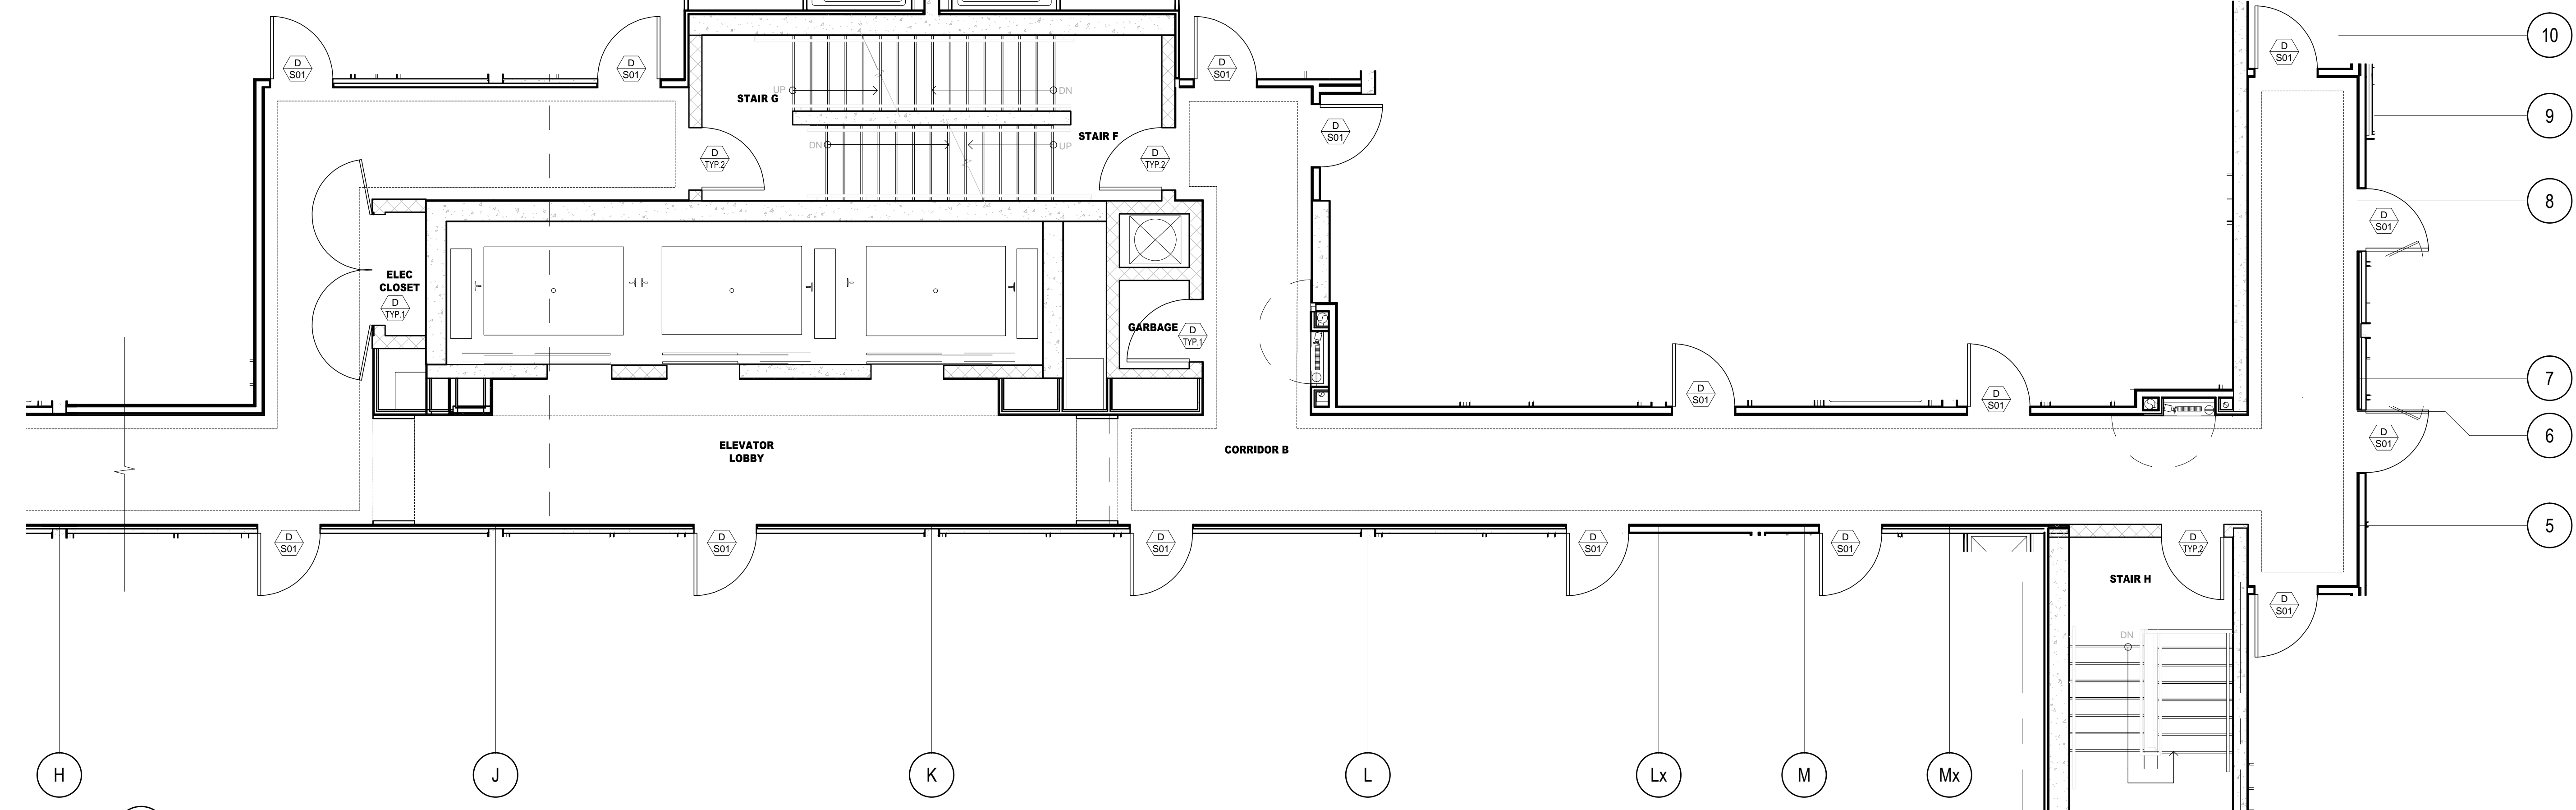 10
D
S01
D
S01
D
S01
D
S01
UP
DN
STAIR G
9
D
S01
STAIR F
DN
UP
D
TYP.2
D
TYP.2
8
D
S01
ELEC
CLOSET
D
TYP.1
GARBAGE
D
TYP.1
7
D
S01
D
S01
6
D
S01
ELEVATOR
LOBBY
CORRIDOR B
5
D
S01
D
S01
D
S01
D
S01
D
S01
D
TYP.2
STAIR H
D
S01
DN
H
J
K
L
Lx
M
Mx